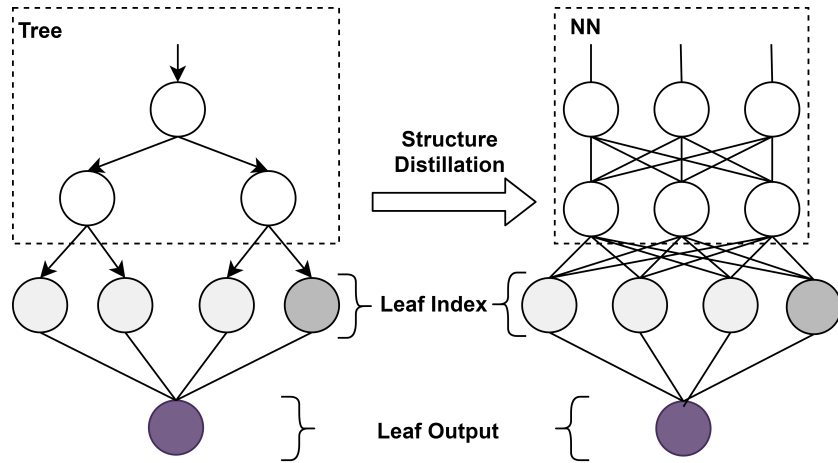 Tree
NN
Structure
Distillation
Leaf Index
Leaf Output